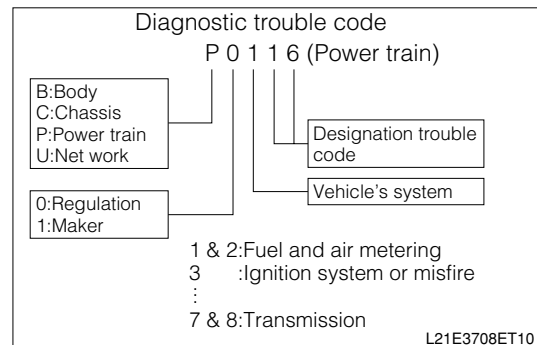 Diagnostic trouble code
P 0 1 1 6 (Power train)
B:Body
C:Chassis
P:Power train
U:Net work
Designation trouble
code
Vehicle's system
0:Regulation
1:Maker
1 & 2:Fuel and air metering
3 :Ignition system or misfire
⋮
7 & 8:Transmission
L21E3708ET10